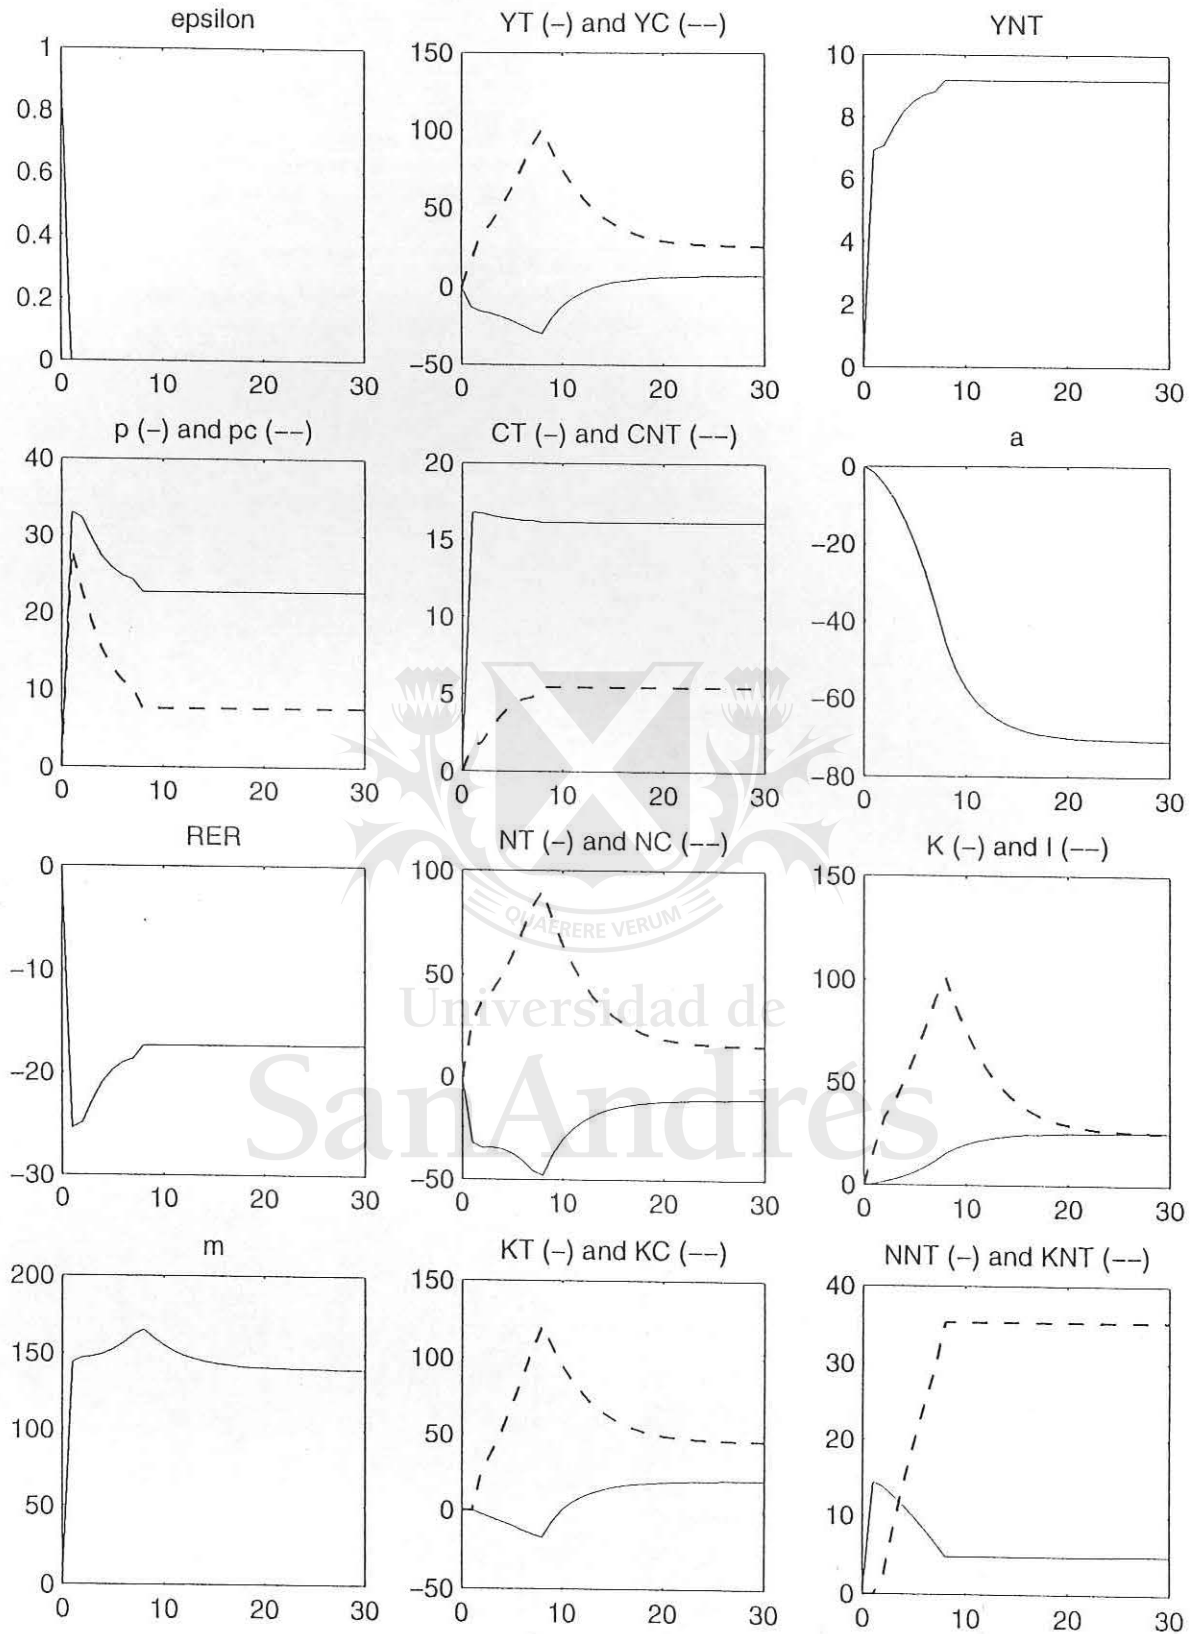 epsilon
1
0.8
0.6
0.4
0.2
0
0 10 20 30
YT (–) and YC (––)
150
100
50
0
–50
0 10 20 30
YNT
10
8
6
4
2
0
0 10 20 30
p (–) and pc (––)
40
30
20
10
0
0 10 20 30
CT (–) and CNT (––)
20
15
10
5
0
0 10 20 30
a
0
–20
–40
–60
–80
0 10 20 30
RER
0
–10
–20
–30
0 10 20 30
NT (–) and NC (––)
100
50
0
–50
0 10 20 30
K (–) and I (––)
150
100
50
0
0 10 20 30
m
200
150
100
50
0
0 10 20 30
KT (–) and KC (––)
150
100
50
0
–50
0 10 20 30
NNT (–) and KNT (––)
40
30
20
10
0
0 10 20 30
QUAERERE VERUM
Universidad de
SanAndrés